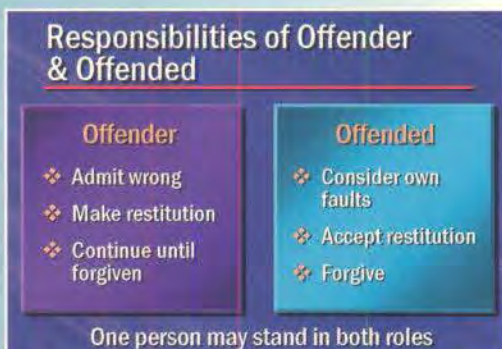 Responsibilities of Offender
& Offended
Offender
❖ Admit wrong
❖ Make restitution
❖ Continue until
forgiven
Offended
❖ Consider own
faults
❖ Accept restitution
❖ Forgive
One person may stand in both roles